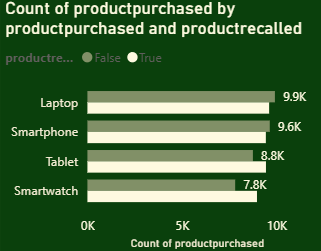 Count of productpurchased by
productpurchased and productrecalled
productre... False True
Laptop 9.9K
Smartphone 9.6K
Tablet 8.8K
Smartwatch 7.8K
0K 5K 10K
Count of productpurchased